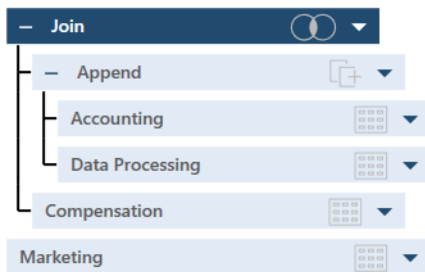 Join
Append
Accounting
Data Processing
Compensation
Marketing